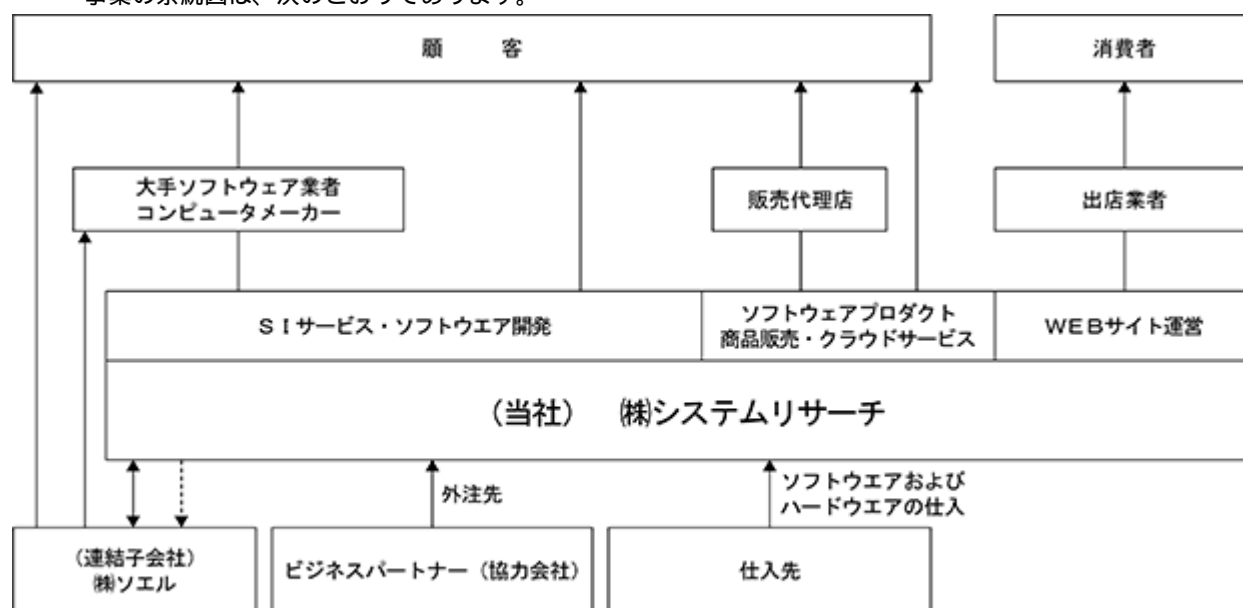 事業の系統図は、次のとおりであります。
顧 客
消費者
大手ソフトウェア業者
コンピュータメーカー
販売代理店
出店業者
SIサービス・ソフトウエア開発
ソフトウェアプロダクト
商品販売・クラウドサービス
WEBサイト運営
(当社) ㈱システムリサーチ
外注先
ソフトウエアおよび
ハードウエアの仕入
(連結子会社)
㈱ソエル
ビジネスパートナー(協力会社)
仕入先